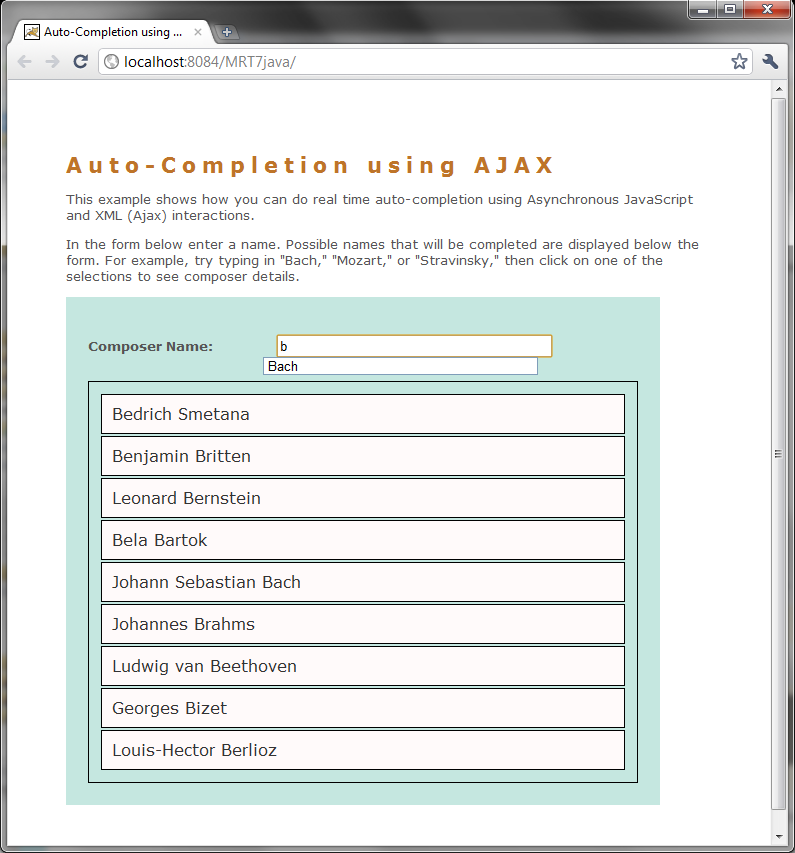 Auto-Completion using ...
localhost:8084/MRT7java/
Auto-Completion using AJAX
This example shows how you can do real time auto-completion using Asynchronous JavaScript
and XML (Ajax) interactions.
In the form below enter a name. Possible names that will be completed are displayed below the
form. For example, try typing in "Bach," "Mozart," or "Stravinsky," then click on one of the
selections to see composer details.
Composer Name: b
Bach
Bedrich Smetana
Benjamin Britten
Leonard Bernstein
Bela Bartok
Johann Sebastian Bach
Johannes Brahms
Ludwig van Beethoven
Georges Bizet
Louis-Hector Berlioz